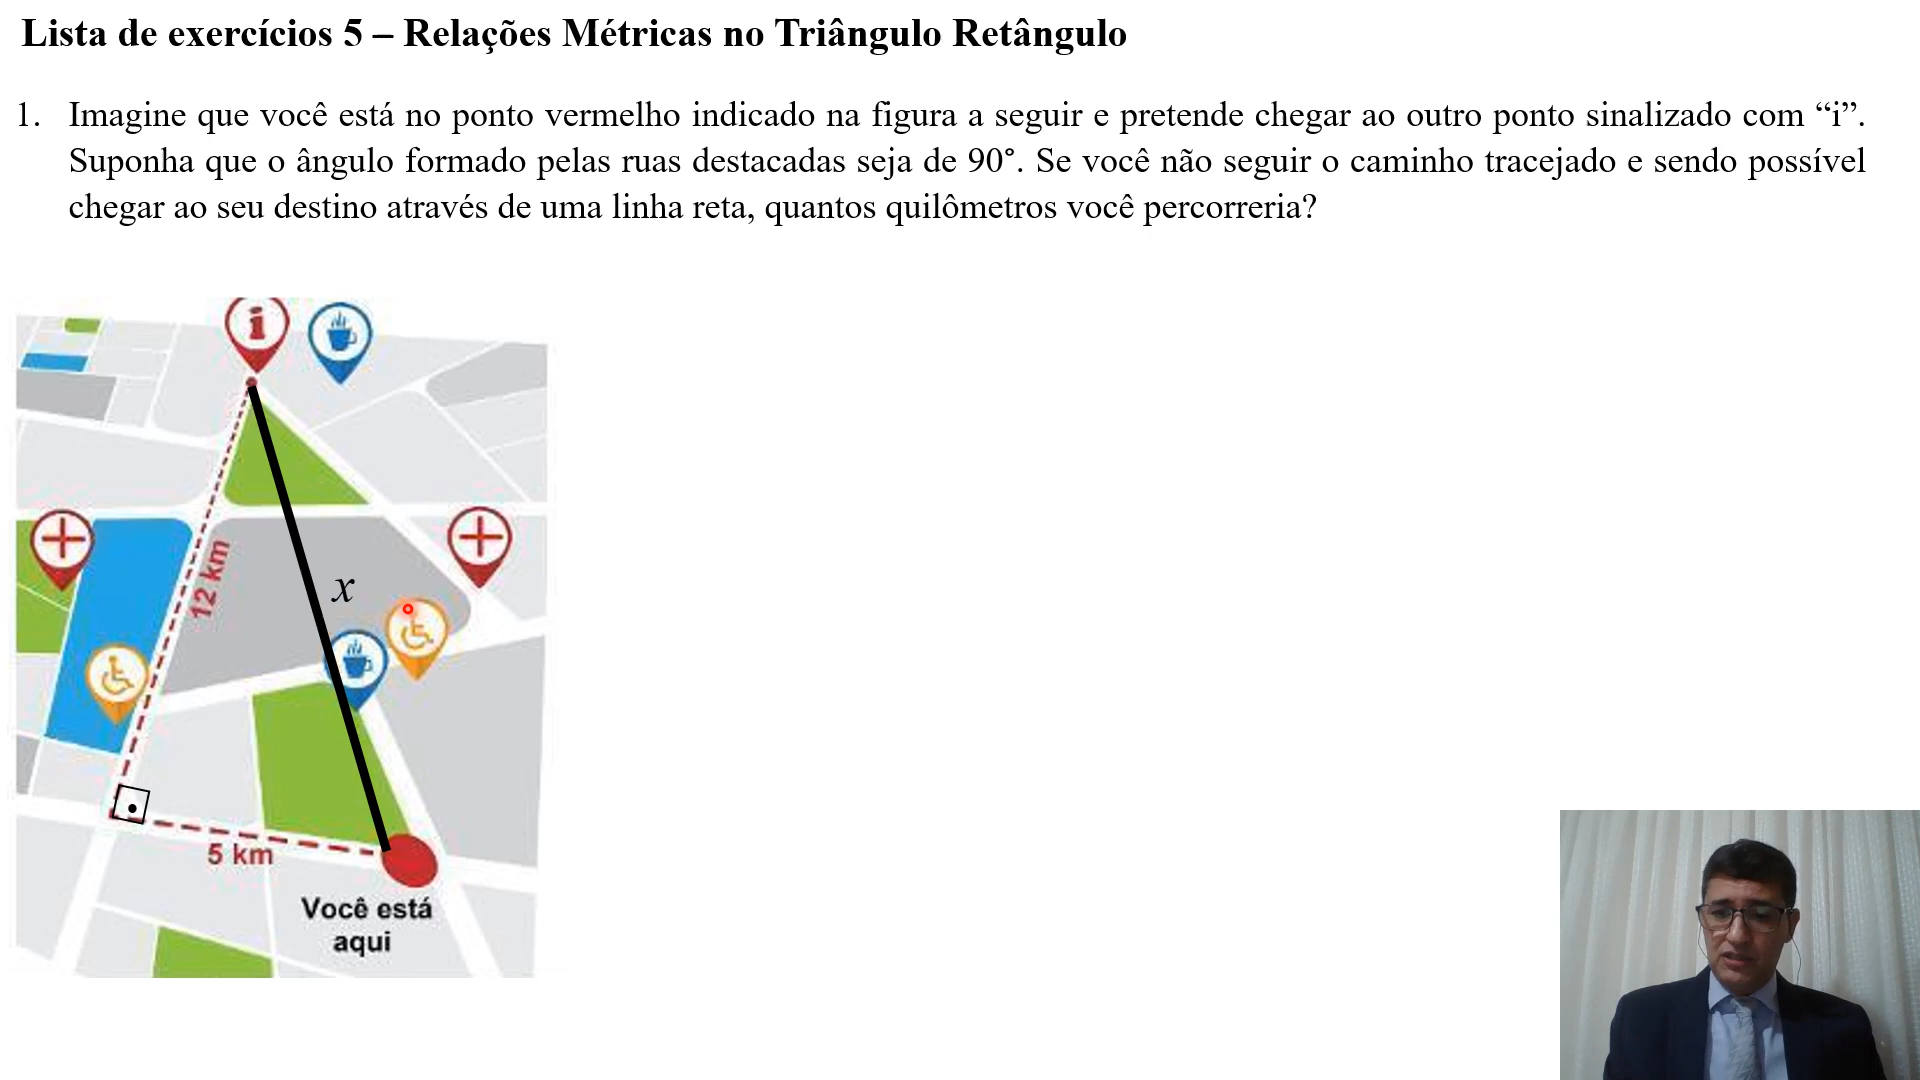 Lista de exercícios 5 – Relações Métricas no Triângulo Retângulo
1. Imagine que você está no ponto vermelho indicado na figura a seguir e pretende chegar ao outro ponto sinalizado com “i”.
Suponha que o ângulo formado pelas ruas destacadas seja de 90°. Se você não seguir o caminho tracejado e sendo possível
chegar ao seu destino através de uma linha reta, quantos quilômetros você percorreria?
i
12 km
x
5 km
Você está
aqui